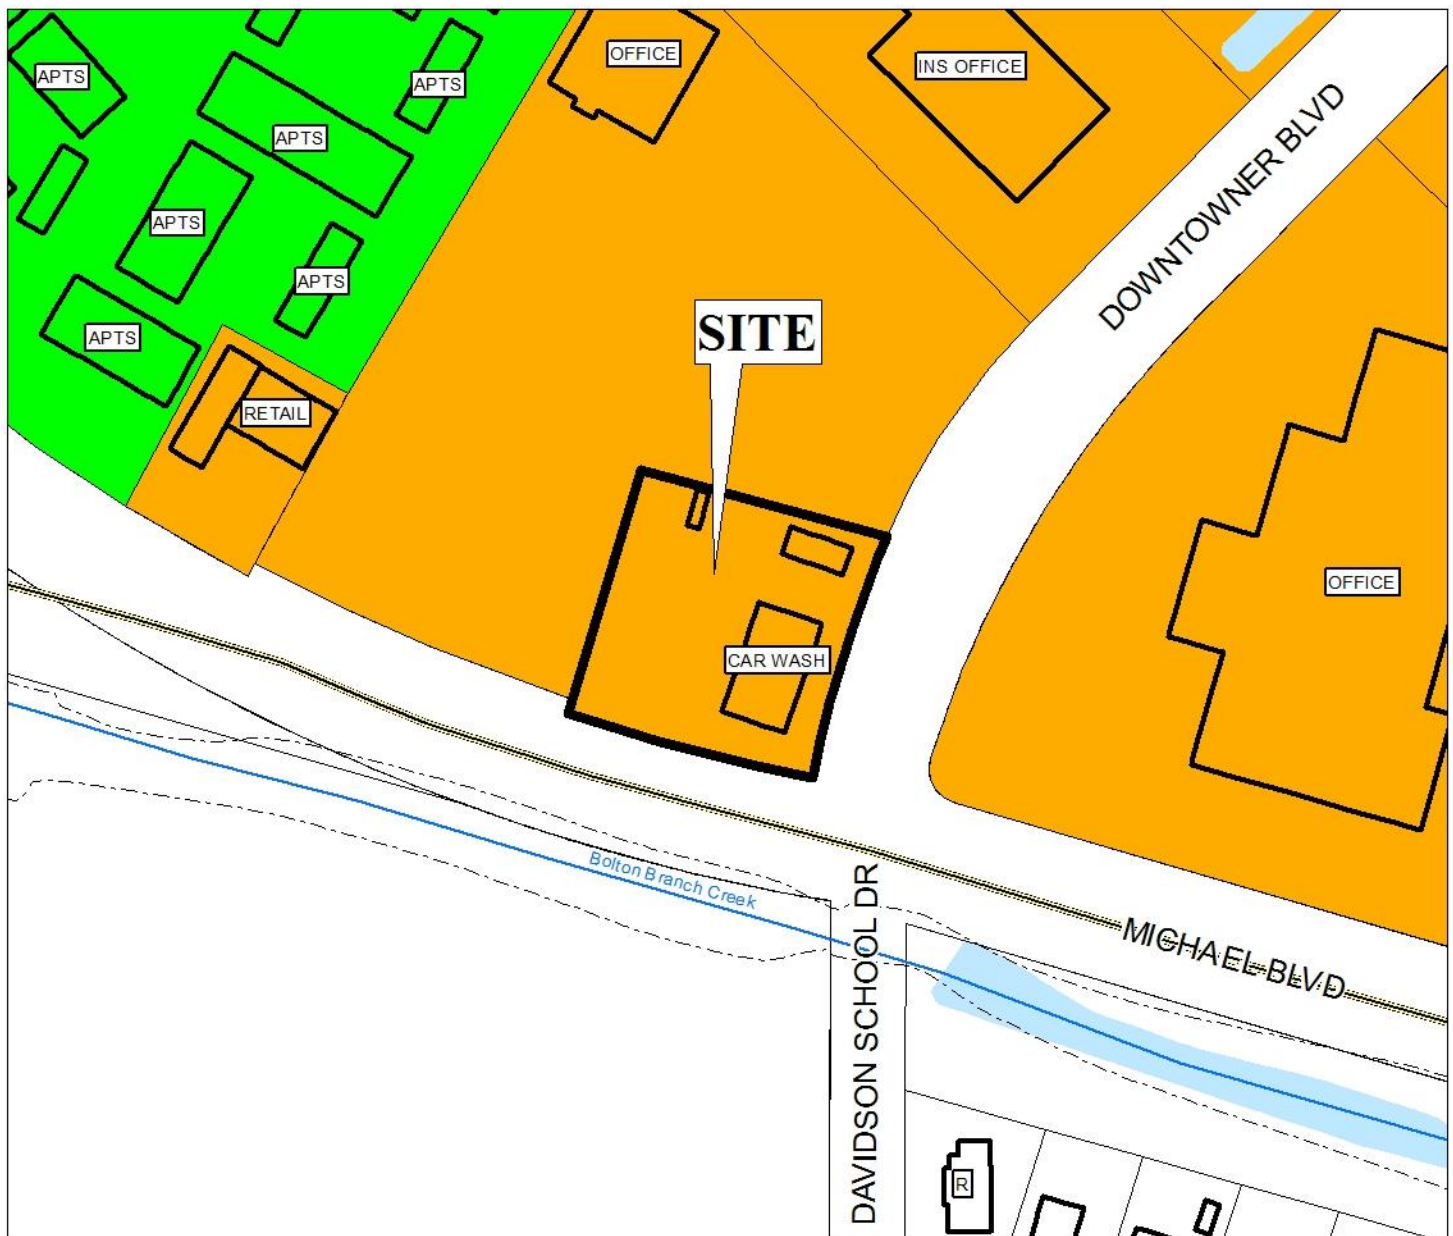 OFFICE
INS OFFICE
APTS
APTS
APTS
APTS
APTS
APTS
DOWNTOWNER BLVD
SITE
RETAIL
OFFICE
CAR WASH
Bolton Branch Creek
DAVIDSON SCHOOL DR
MICHAEL BLVD
R